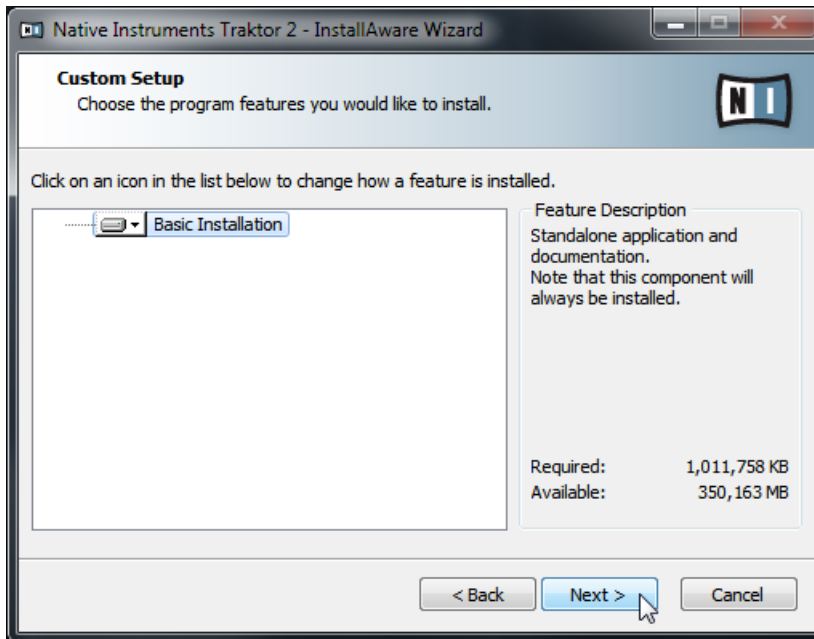 Native Instruments Traktor 2 - InstallAware Wizard
Custom Setup
Choose the program features you would like to install.
NI
Click on an icon in the list below to change how a feature is installed.
Basic Installation
Feature Description
Standalone application and
documentation.
Note that this component will
always be installed.
Required: 1,011,758 KB
Available: 350,163 MB
< Back Next > Cancel